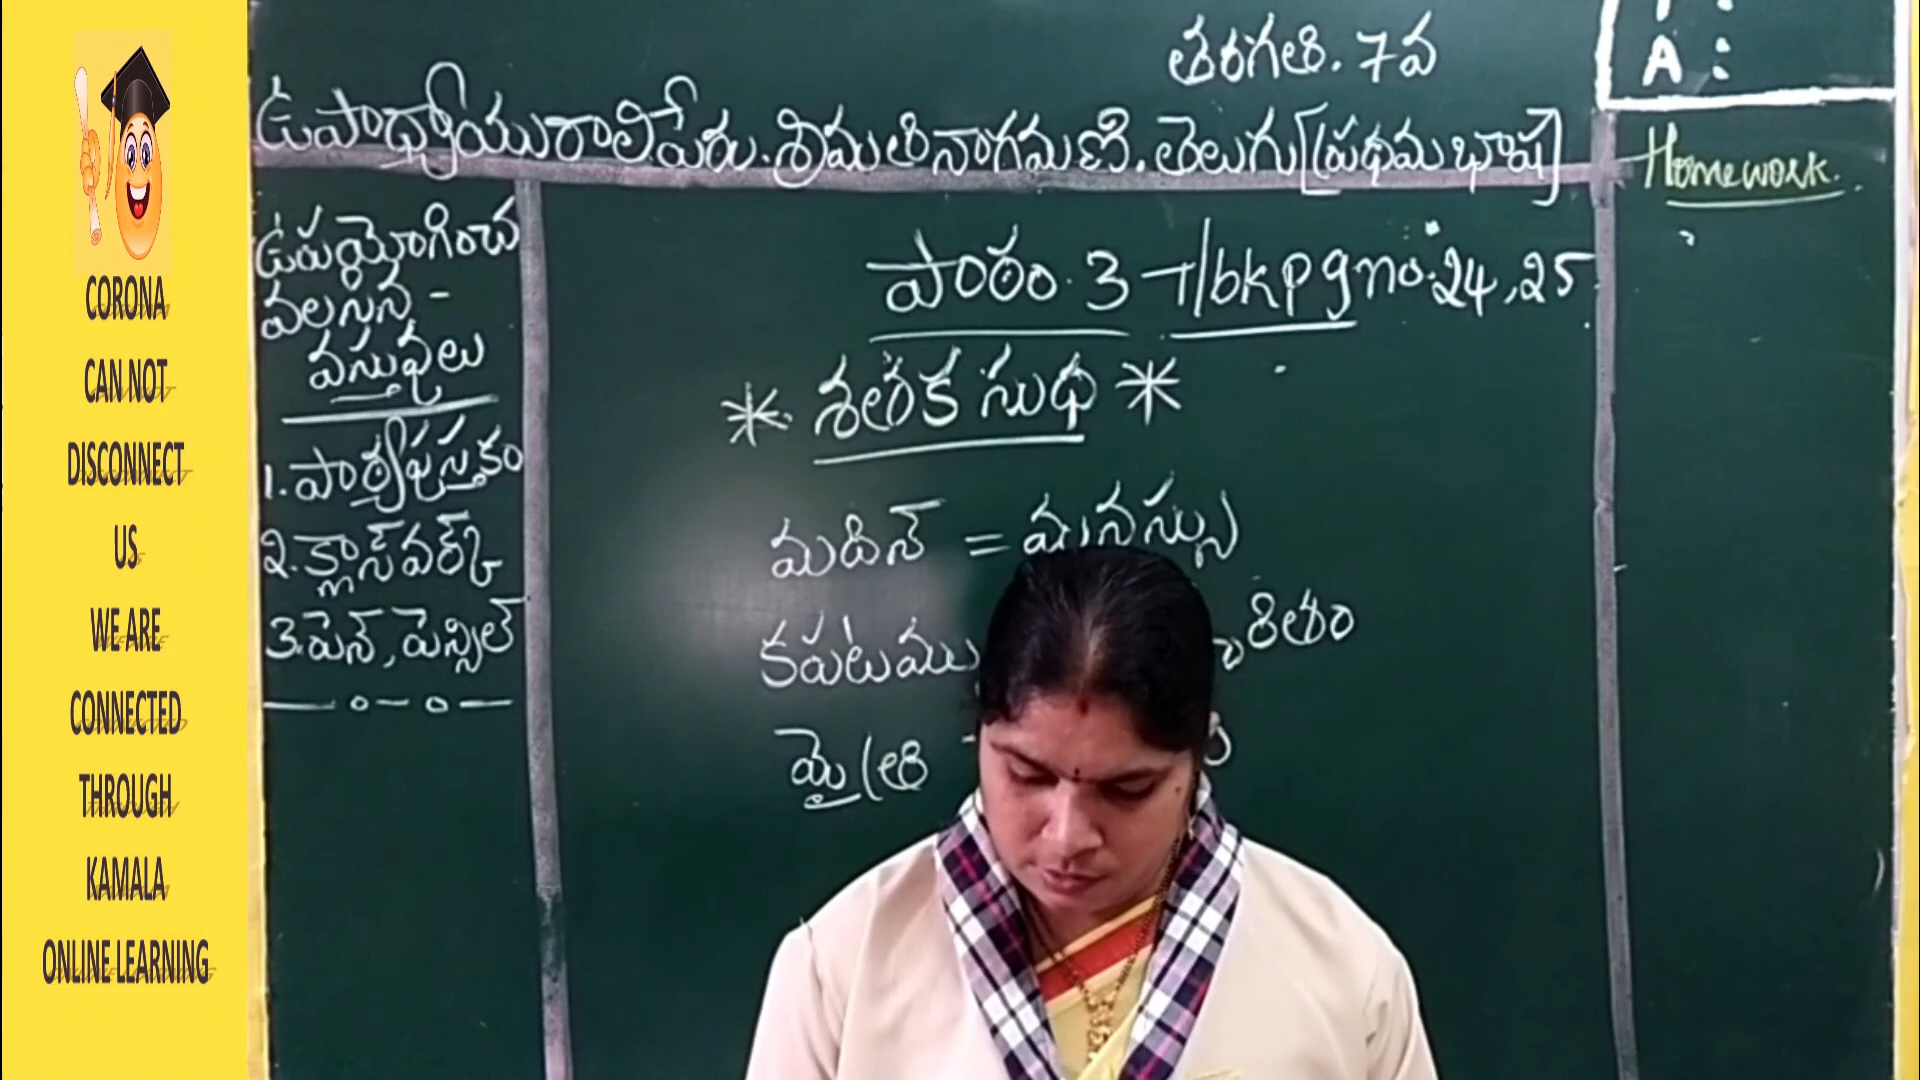 CORONA
CAN NOT
DISCONNECT
US
WE ARE
CONNECTED
THROUGH
KAMALA
ONLINE LEARNING
తరగతి. 7వ
A :
ఉపాధ్యాయురాలిపేరు. శ్రీమతి నాగమణి. తెలుగు [ప్రథమ భాష]
Homework.
ఉపయోగించ
వలసిన -
వస్తువులు
1. పాఠ్యపుస్తకం
2. క్లాస్ వర్క్
3. పెన్, పెన్సిల్
పాఠం. 3 - T/bk pg no. 24, 25
* శతక సుధ *
మదిన్ = మనస్సు
కపటము
మైత్రి